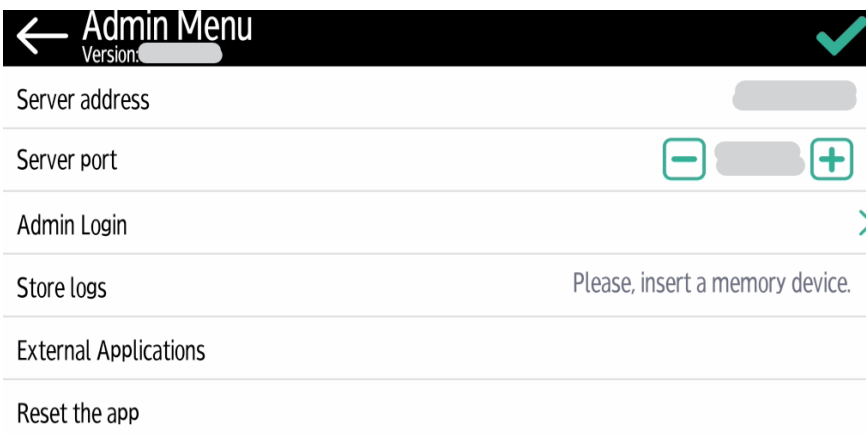 Admin Menu
Version:
Server address
Server port
Admin Login
Store logs Please, insert a memory device.
External Applications
Reset the app